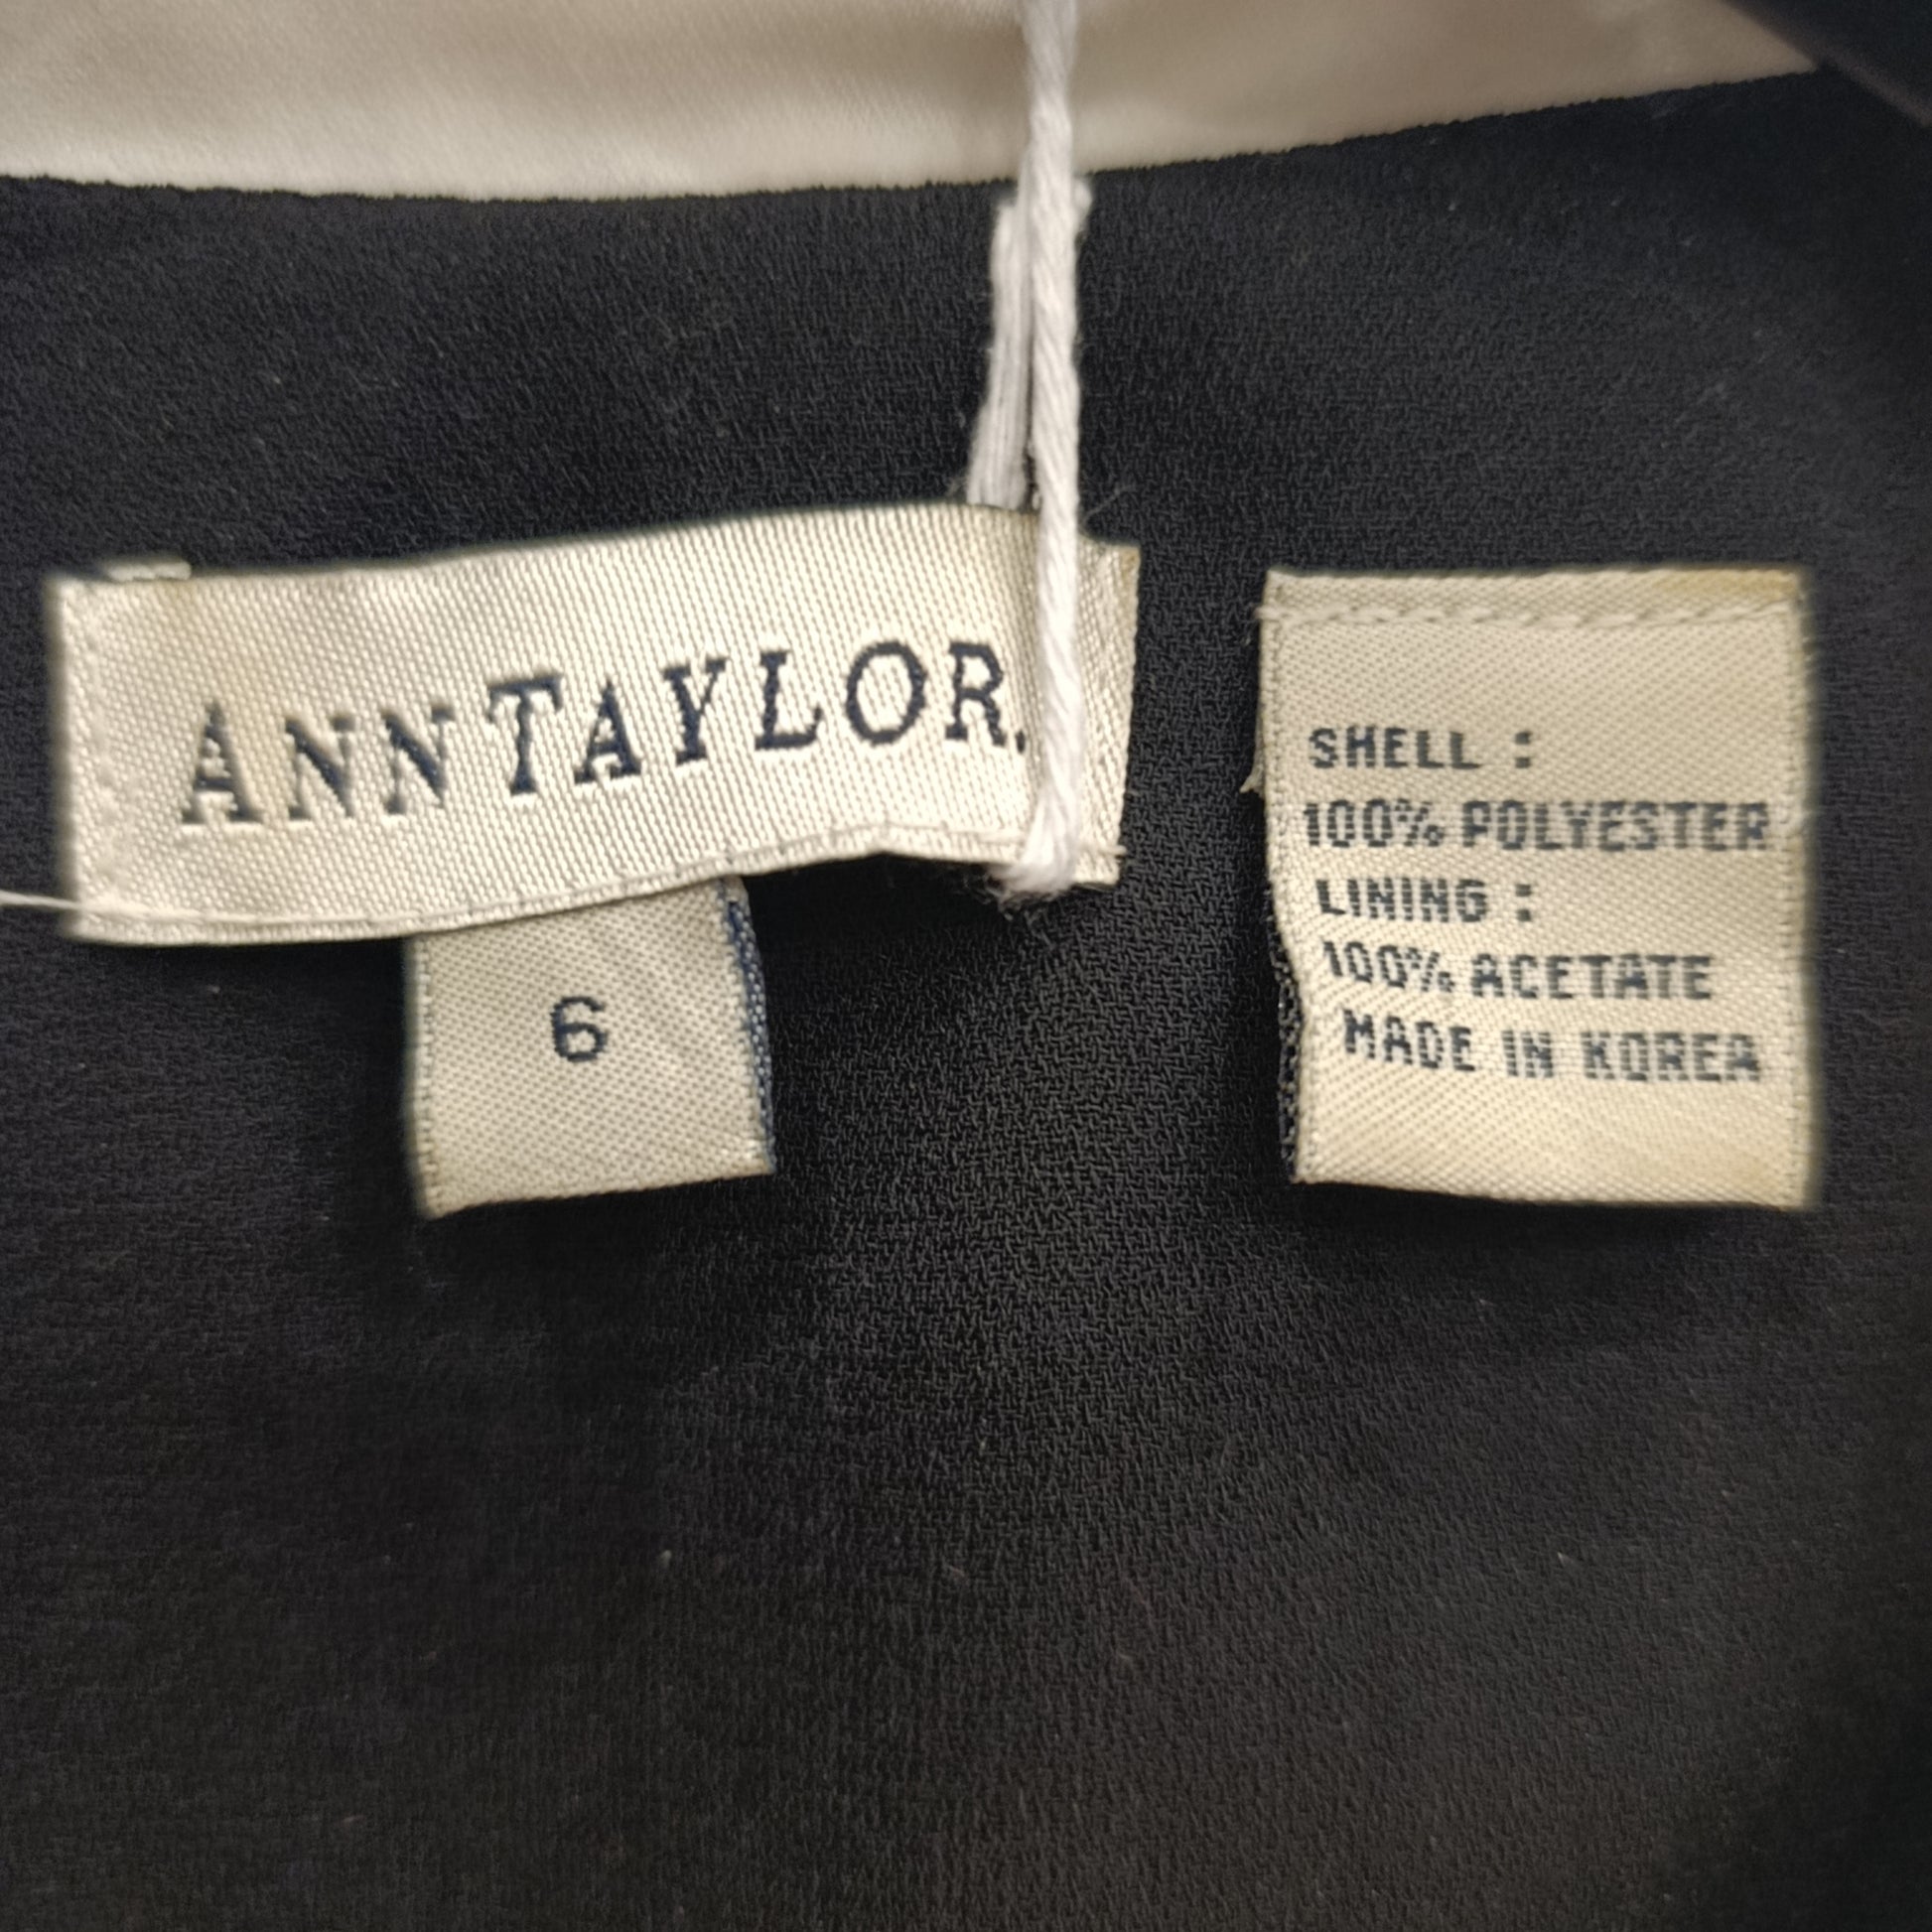 ANNTAYLOR.
6
SHELL :
100% POLYESTER
LINING :
100% ACETATE
MADE IN KOREA